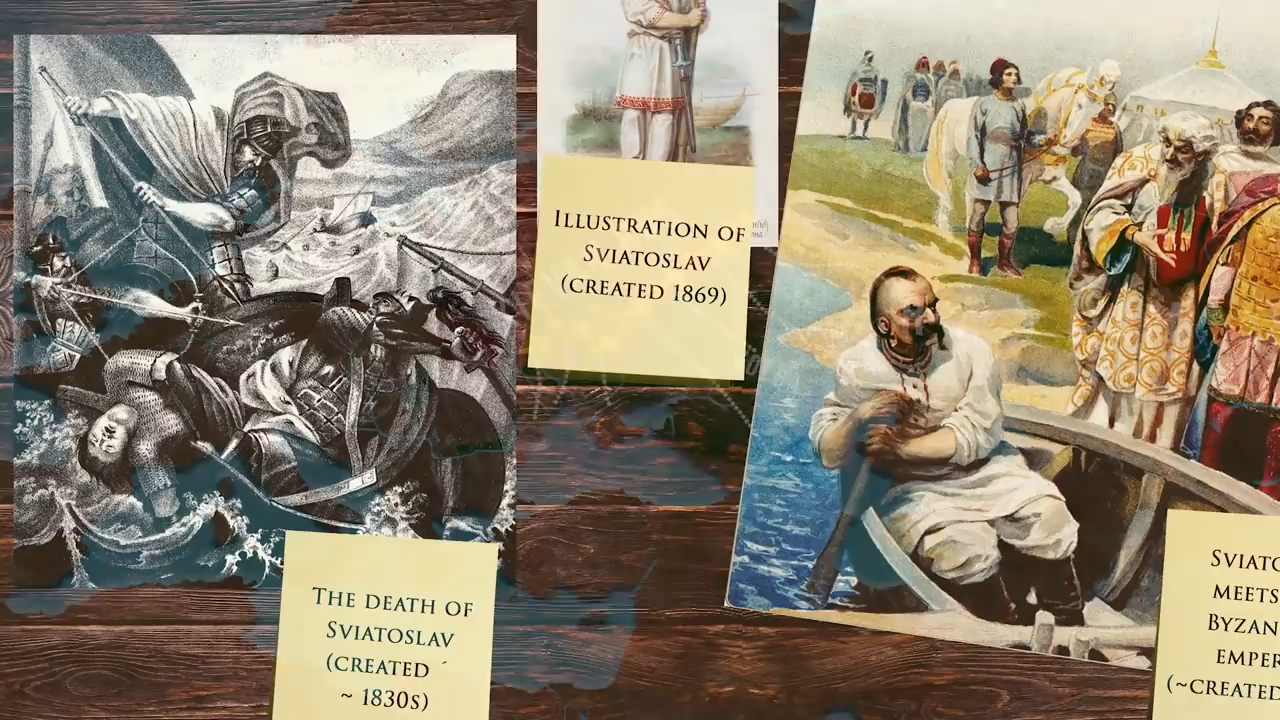 Illustration of
Sviatoslav
(created 1869)
The death of
Sviatoslav
(created
~ 1830s)
Sviato
meets
Byzan
emper
(~created